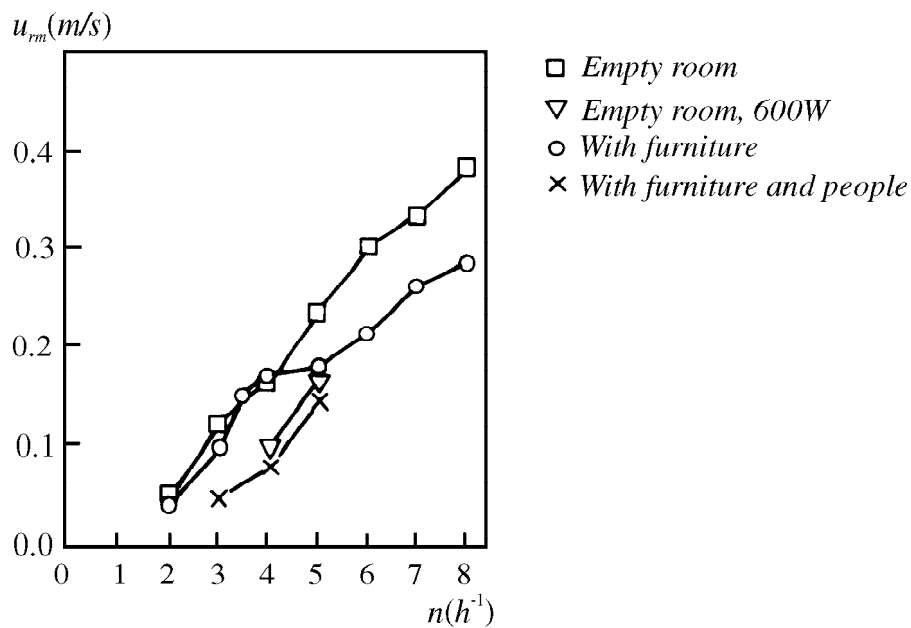 u_rm(m/s)
Empty room
Empty room, 600W
With furniture
With furniture and people
0.4
0.3
0.2
0.1
0.0
0 1 2 3 4 5 6 7 8
n(h⁻¹)